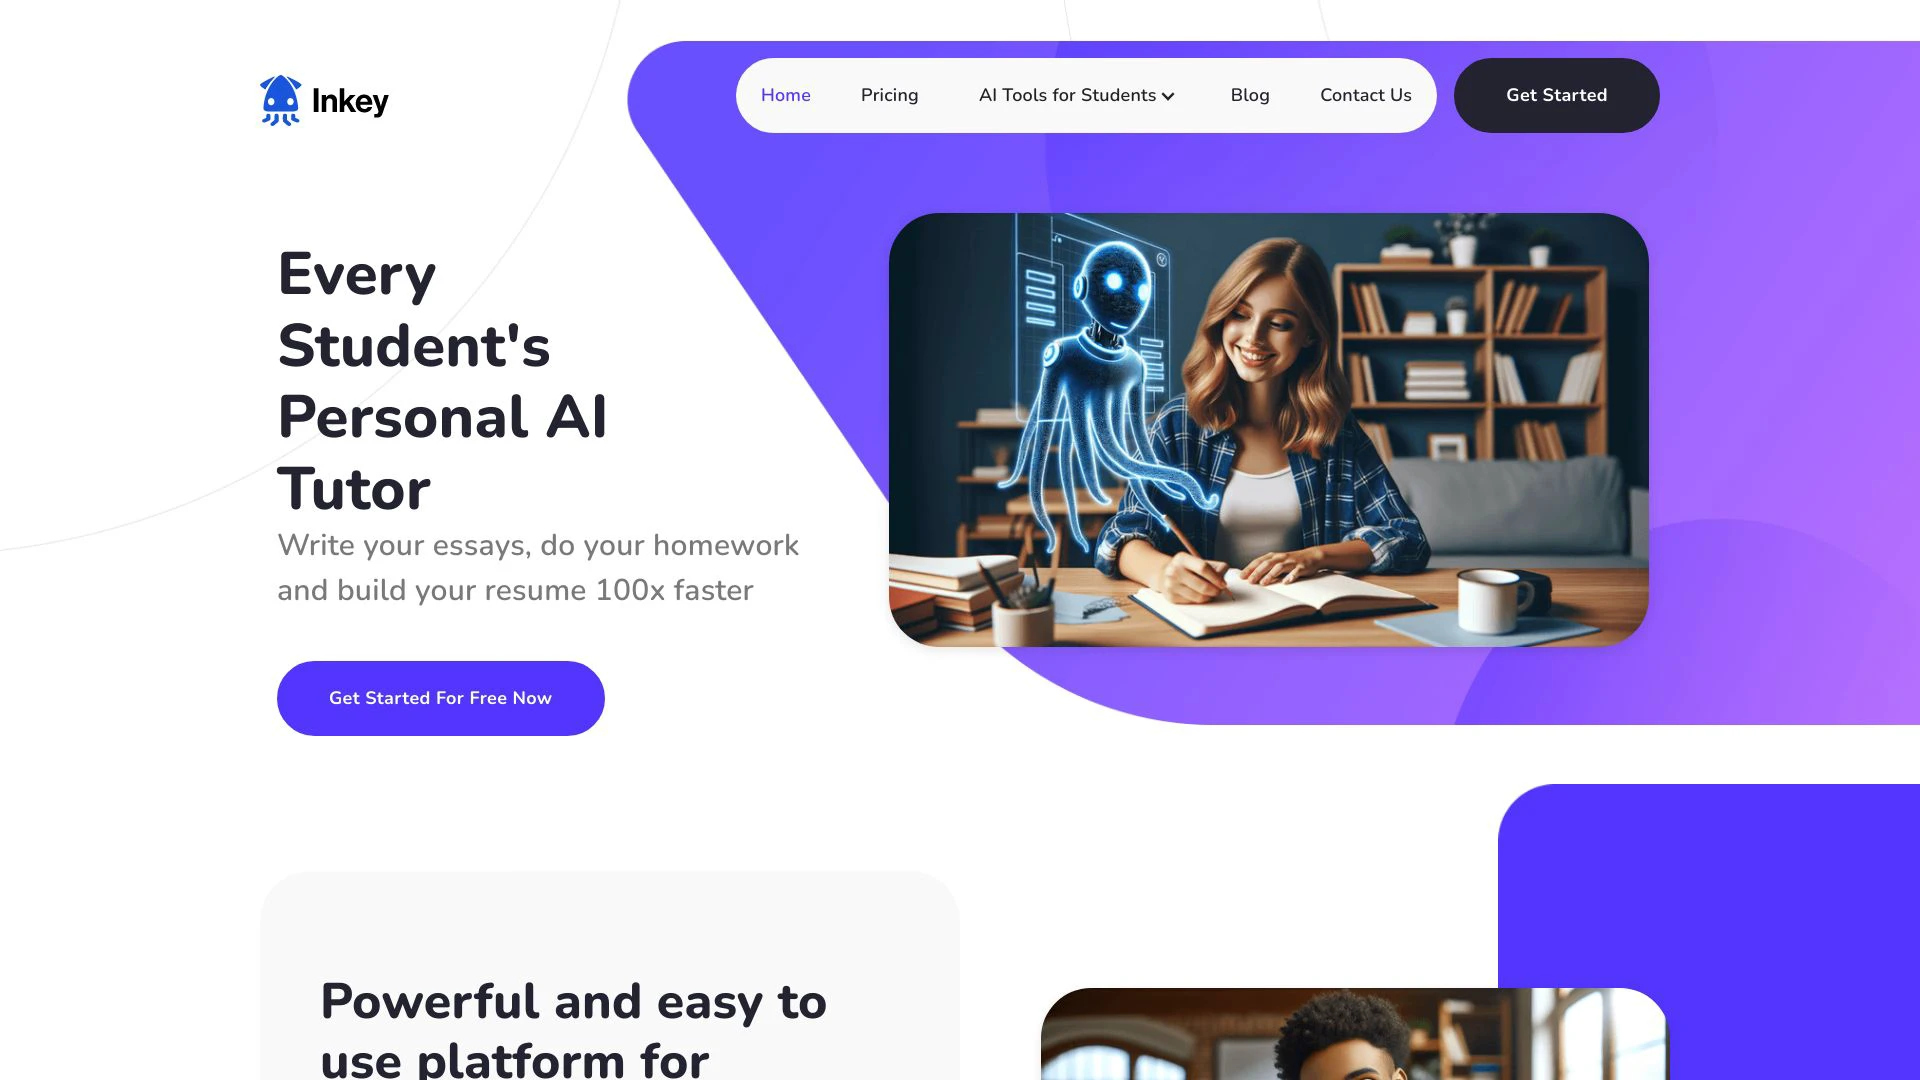 Inkey
Home
Pricing
AI Tools for Students
Blog
Contact Us
Get Started
Every
Student's
Personal AI
Tutor
Write your essays, do your homework
and build your resume 100x faster
Get Started For Free Now
Powerful and easy to
use platform for